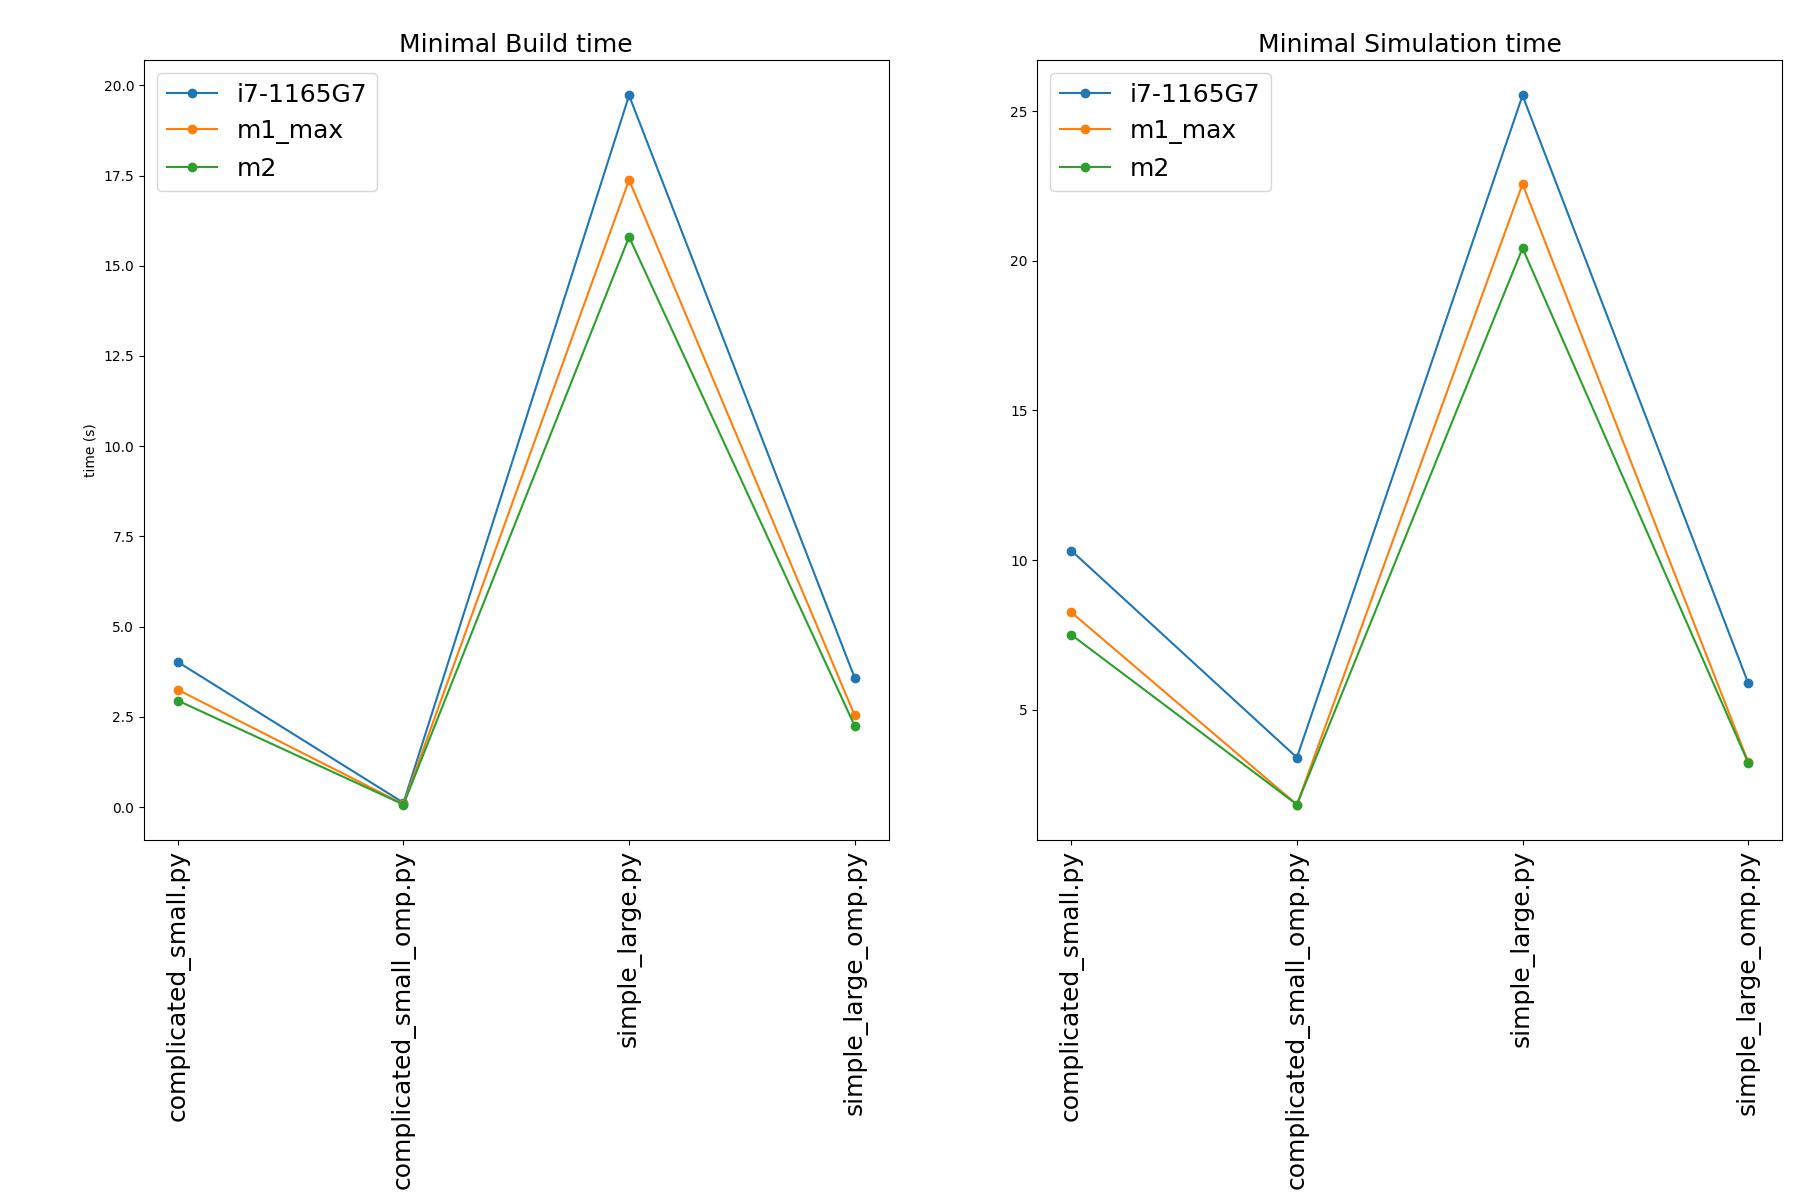 Minimal Build time
i7-1165G7
m1_max
m2
20.0
17.5
15.0
12.5
10.0
7.5
5.0
2.5
0.0
time (s)
complicated_small.py
complicated_small_omp.py
simple_large.py
simple_large_omp.py
Minimal Simulation time
i7-1165G7
m1_max
m2
25
20
15
10
5
complicated_small.py
complicated_small_omp.py
simple_large.py
simple_large_omp.py